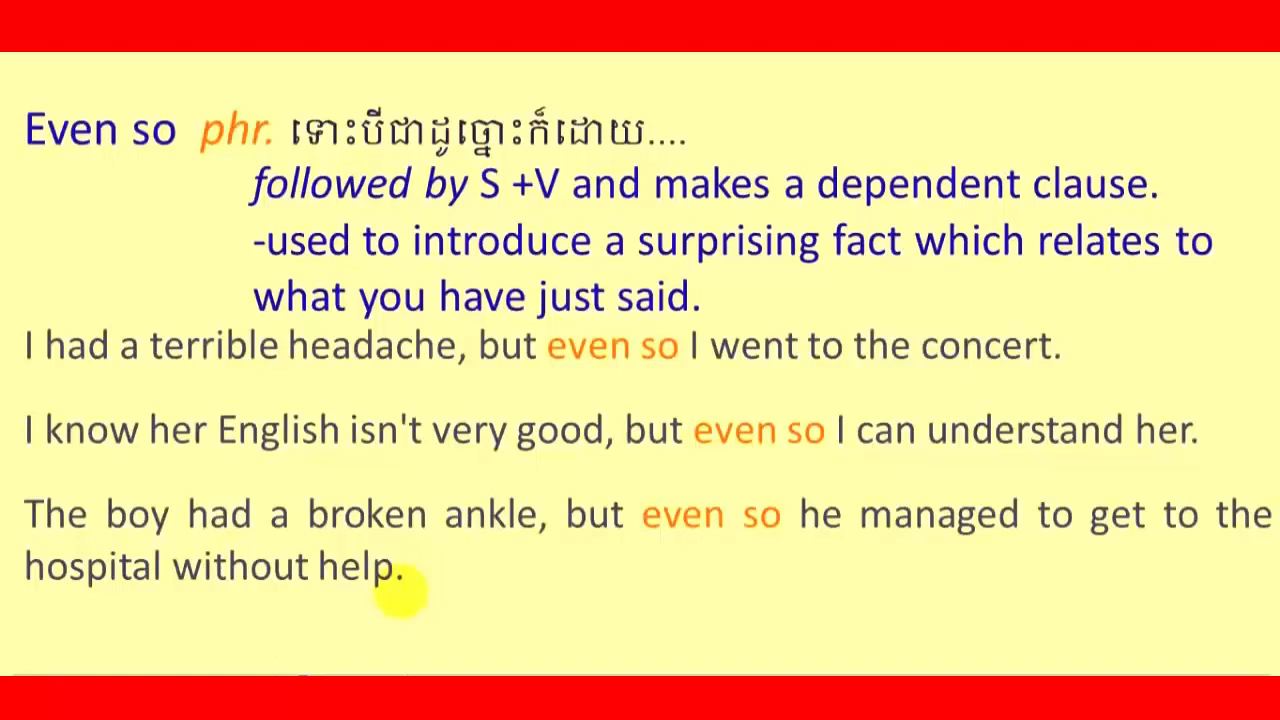 Even so phr. ទោះបីជាដូច្នោះក៏ដោយ....
followed by S +V and makes a dependent clause.
-used to introduce a surprising fact which relates to
what you have just said.
I had a terrible headache, but even so I went to the concert.
I know her English isn't very good, but even so I can understand her.
The boy had a broken ankle, but even so he managed to get to the
hospital without help.